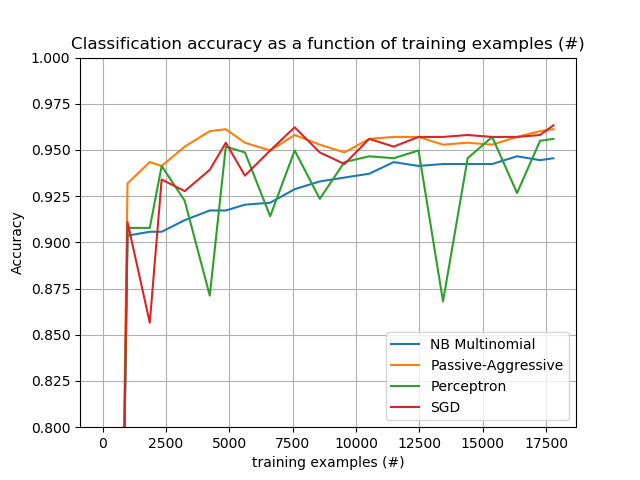 Classification accuracy as a function of training examples (#)
1.000
0.975
0.950
0.925
0.900
0.875
0.850
0.825
0.800
Accuracy
NB Multinomial
Passive-Aggressive
Perceptron
SGD
0 2500 5000 7500 10000 12500 15000 17500
training examples (#)